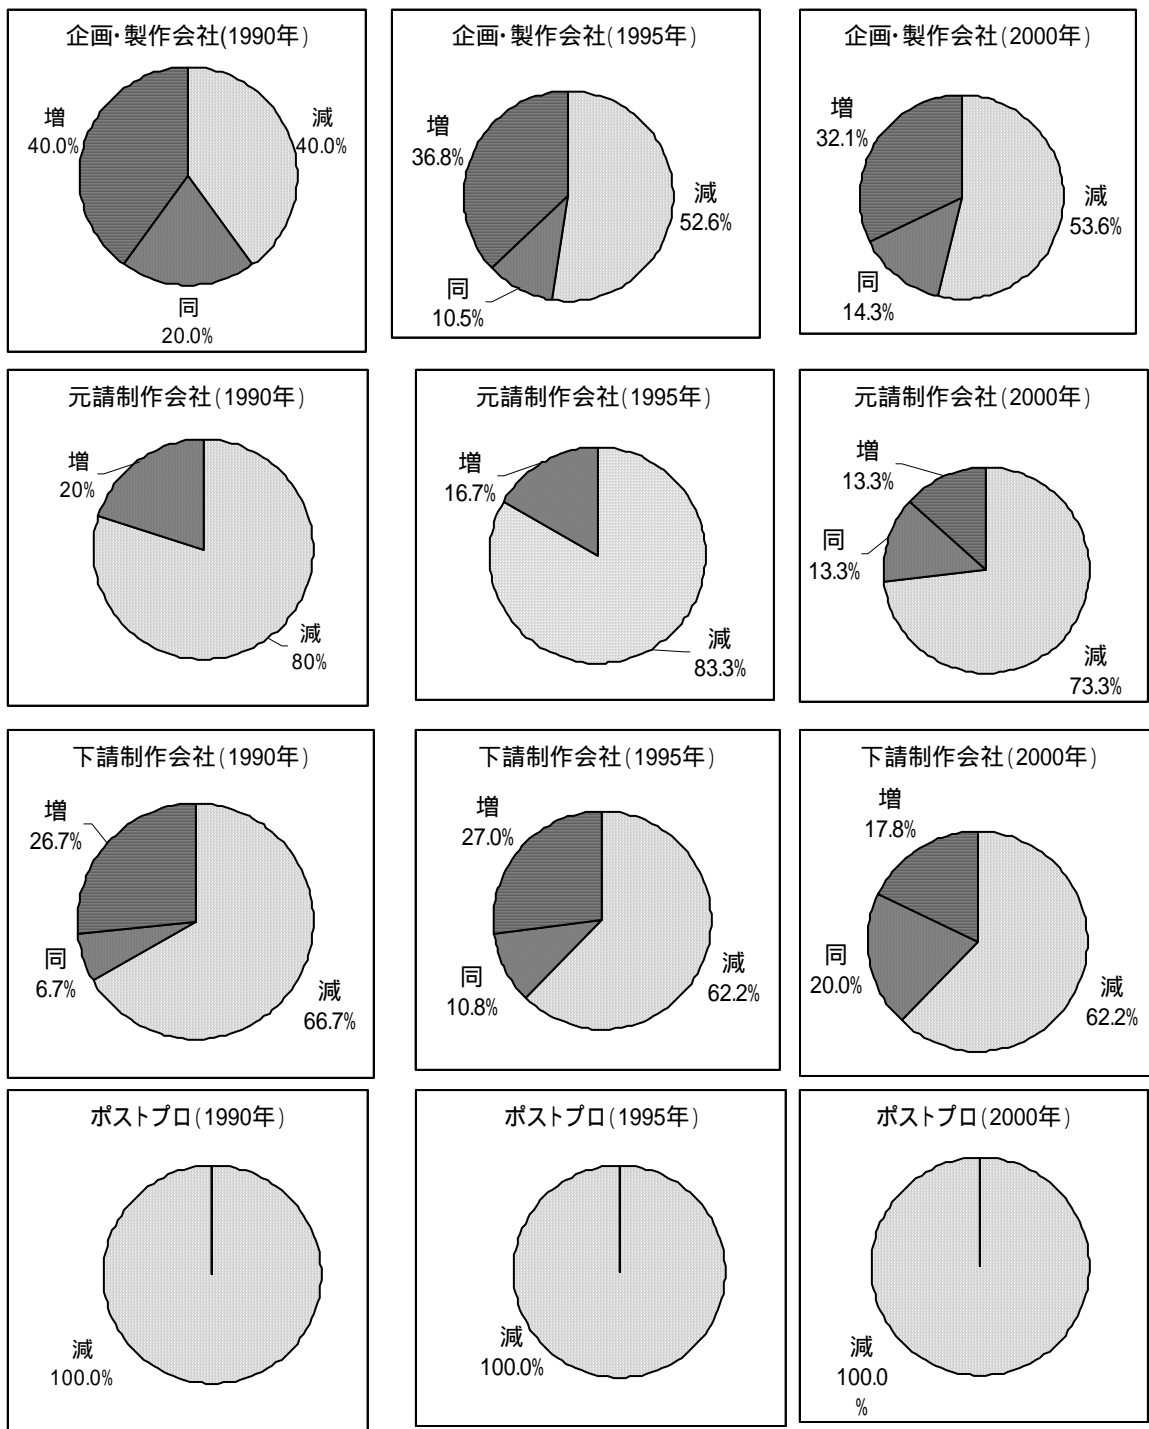 企画・製作会社(1990年)
増
40.0%
減
40.0%
同
20.0%
企画・製作会社(1995年)
増
36.8%
減
52.6%
同
10.5%
企画・製作会社(2000年)
増
32.1%
減
53.6%
同
14.3%
元請制作会社(1990年)
増
20%
減
80%
元請制作会社(1995年)
増
16.7%
減
83.3%
元請制作会社(2000年)
増
13.3%
同
13.3%
減
73.3%
下請制作会社(1990年)
増
26.7%
同
6.7%
減
66.7%
下請制作会社(1995年)
増
27.0%
同
10.8%
減
62.2%
下請制作会社(2000年)
増
17.8%
同
20.0%
減
62.2%
ポストプロ(1990年)
減
100.0%
ポストプロ(1995年)
減
100.0%
ポストプロ(2000年)
減
100.0
%